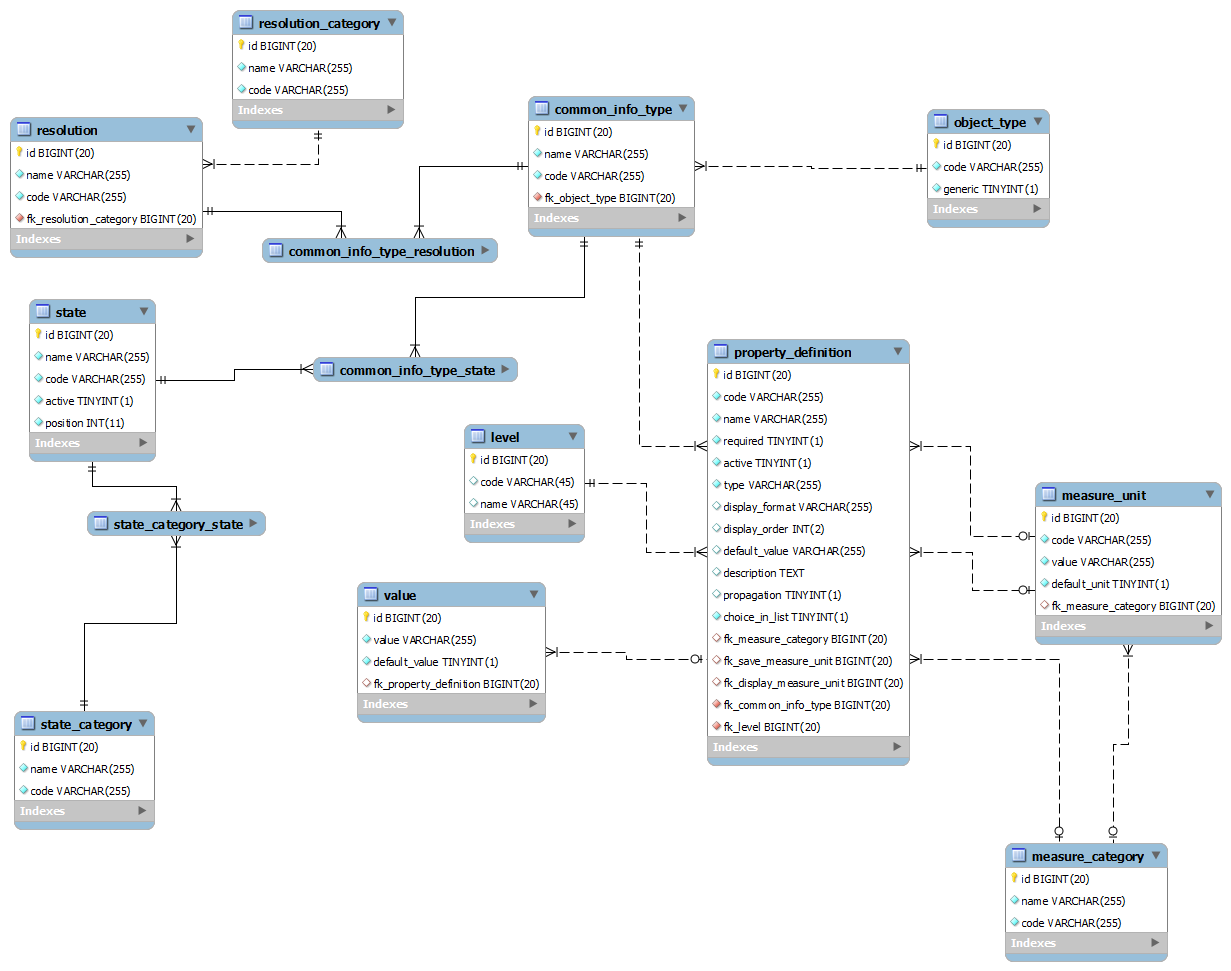 resolution_category
id BIGINT(20)
name VARCHAR(255)
code VARCHAR(255)
Indexes
resolution
id BIGINT(20)
name VARCHAR(255)
code VARCHAR(255)
fk_resolution_category BIGINT(20)
Indexes
common_info_type
id BIGINT(20)
name VARCHAR(255)
code VARCHAR(255)
fk_object_type BIGINT(20)
Indexes
object_type
id BIGINT(20)
code VARCHAR(255)
generic TINYINT(1)
Indexes
common_info_type_resolution
state
id BIGINT(20)
name VARCHAR(255)
code VARCHAR(255)
active TINYINT(1)
position INT(11)
Indexes
common_info_type_state
property_definition
id BIGINT(20)
code VARCHAR(255)
name VARCHAR(255)
required TINYINT(1)
active TINYINT(1)
type VARCHAR(255)
display_format VARCHAR(255)
display_order INT(2)
default_value VARCHAR(255)
description TEXT
propagation TINYINT(1)
choice_in_list TINYINT(1)
fk_measure_category BIGINT(20)
fk_save_measure_unit BIGINT(20)
fk_display_measure_unit BIGINT(20)
fk_common_info_type BIGINT(20)
fk_level BIGINT(20)
Indexes
level
id BIGINT(20)
code VARCHAR(45)
name VARCHAR(45)
Indexes
measure_unit
id BIGINT(20)
code VARCHAR(255)
value VARCHAR(255)
default_unit TINYINT(1)
fk_measure_category BIGINT(20)
Indexes
state_category_state
value
id BIGINT(20)
value VARCHAR(255)
default_value TINYINT(1)
fk_property_definition BIGINT(20)
Indexes
state_category
id BIGINT(20)
name VARCHAR(255)
code VARCHAR(255)
Indexes
measure_category
id BIGINT(20)
name VARCHAR(255)
code VARCHAR(255)
Indexes